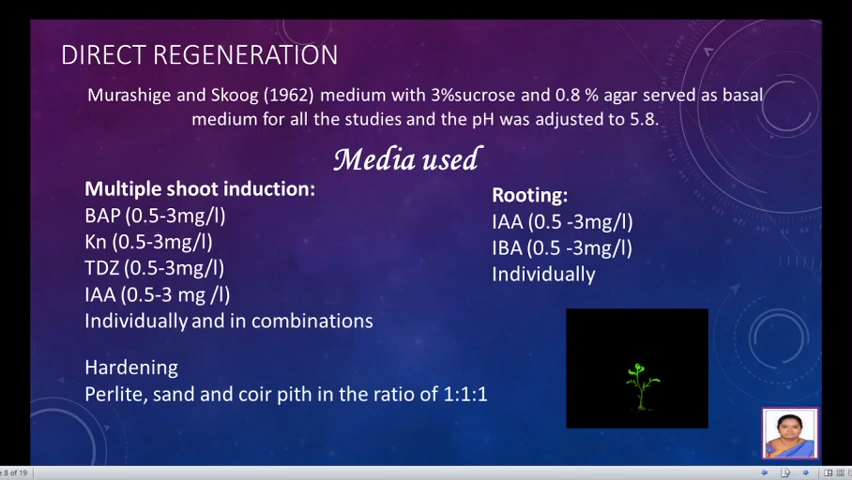 DIRECT REGENERATION
Murashige and Skoog (1962) medium with 3%sucrose and 0.8 % agar served as basal
medium for all the studies and the pH was adjusted to 5.8.
Media used
Multiple shoot induction:
BAP (0.5-3mg/l)
Kn (0.5-3mg/l)
TDZ (0.5-3mg/l)
IAA (0.5-3 mg /l)
Individually and in combinations
Rooting:
IAA (0.5 -3mg/l)
IBA (0.5 -3mg/l)
Individually
Hardening
Perlite, sand and coir pith in the ratio of 1:1:1
8 of 19